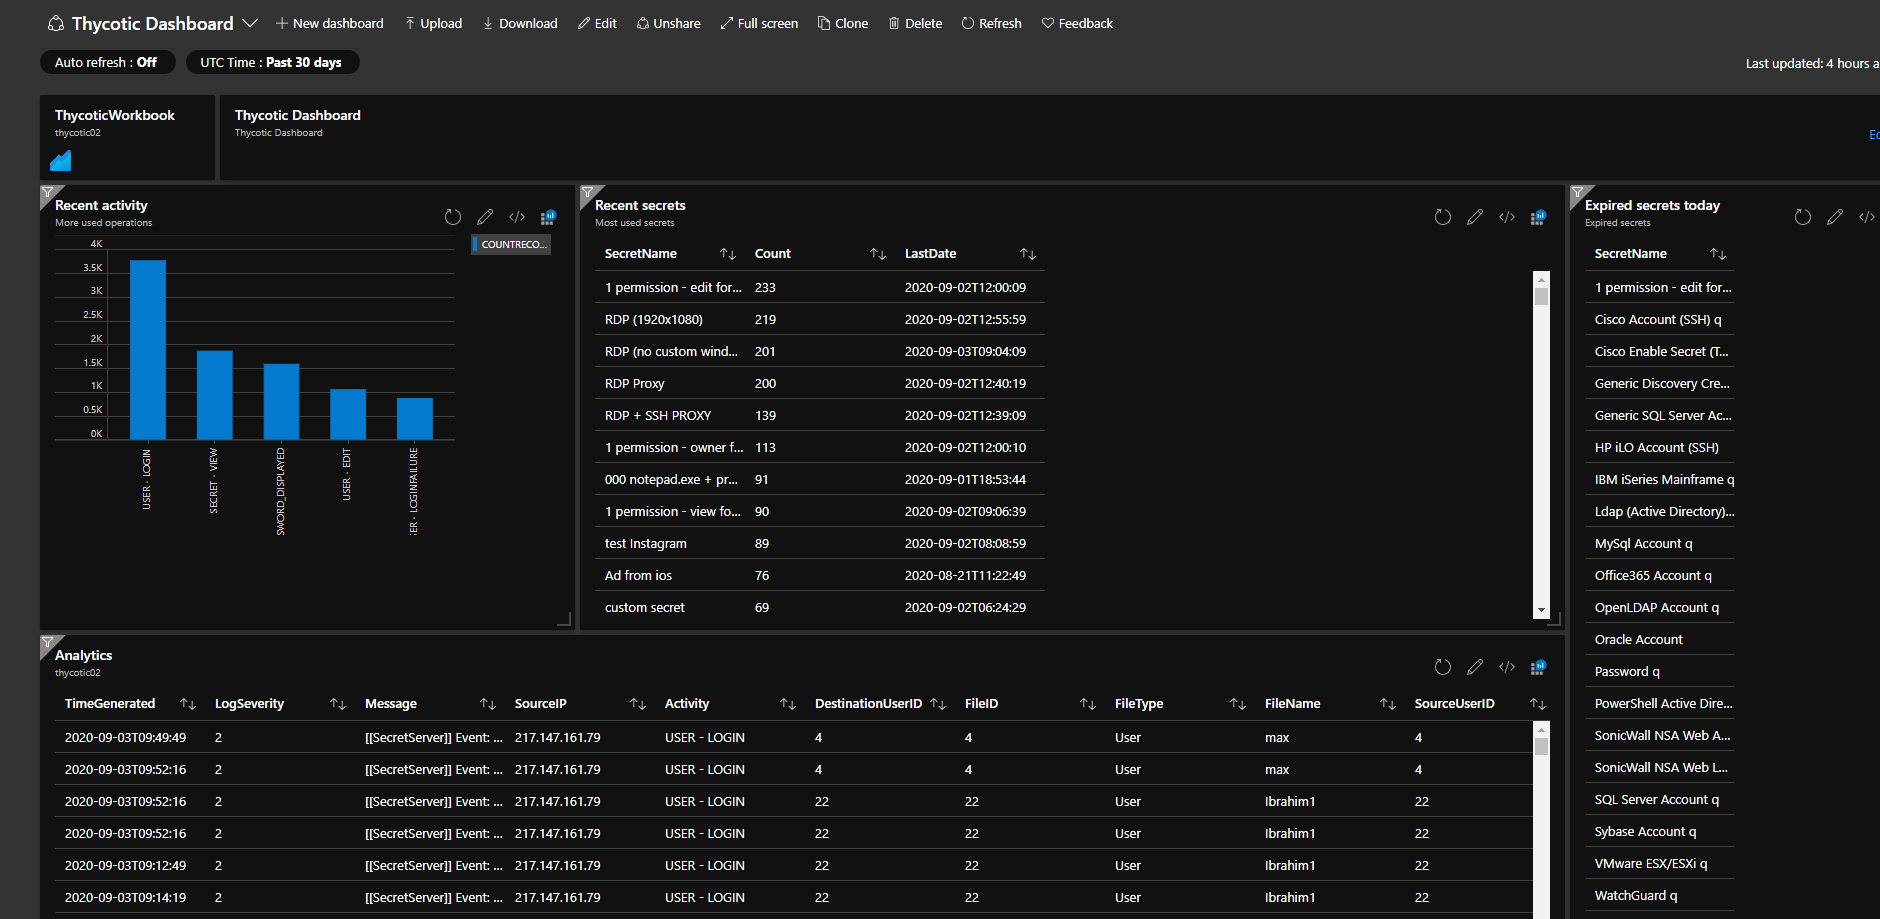 Thycotic Dashboard New dashboard Upload Download Edit Unshare Full screen Clone Delete Refresh Feedback
Auto refresh : Off UTC Time : Past 30 days Last updated: 4 hours a
ThycoticWorkbook
thycotic02
Thycotic Dashboard
Thycotic Dashboard
Recent activity
More used operations
COUNTRECO...
4K
3.5K
3K
2.5K
2K
1.5K
1K
0.5K
0K
USER - LOGIN
SECRET - VIEW
SWORD_DISPLAYED
USER - EDIT
ER - LOGINFAILURE
Recent secrets
Most used secrets
SecretName Count LastDate
1 permission - edit for... 233 2020-09-02T12:00:09
RDP (1920x1080) 219 2020-09-02T12:55:59
RDP (no custom wind... 201 2020-09-03T09:04:09
RDP Proxy 200 2020-09-02T12:40:19
RDP + SSH PROXY 139 2020-09-02T12:39:09
1 permission - owner f... 113 2020-09-02T12:00:10
000 notepad.exe + pr... 91 2020-09-01T18:53:44
1 permission - view fo... 90 2020-09-02T09:06:39
test Instagram 89 2020-09-02T08:08:59
Ad from ios 76 2020-08-21T11:22:49
custom secret 69 2020-09-02T06:24:29
Expired secrets today
Expired secrets
SecretName
1 permission - edit for...
Cisco Account (SSH) q
Cisco Enable Secret (T...
Generic Discovery Cre...
Generic SQL Server Ac...
HP iLO Account (SSH)
IBM iSeries Mainframe q
Ldap (Active Directory)...
MySql Account q
Office365 Account q
OpenLDAP Account q
Oracle Account
Password q
PowerShell Active Dire...
SonicWall NSA Web A...
SonicWall NSA Web L...
SQL Server Account q
Sybase Account q
VMware ESX/ESXi q
WatchGuard q
Analytics
thycotic02
TimeGenerated LogSeverity Message SourceIP Activity DestinationUserID FileID FileType FileName SourceUserID
2020-09-03T09:49:49 2 [[SecretServer]] Event: ... 217.147.161.79 USER - LOGIN 4 4 User max 4
2020-09-03T09:52:16 2 [[SecretServer]] Event: ... 217.147.161.79 USER - LOGIN 4 4 User max 4
2020-09-03T09:52:16 2 [[SecretServer]] Event: ... 217.147.161.79 USER - LOGIN 22 22 User Ibrahim1 22
2020-09-03T09:52:16 2 [[SecretServer]] Event: ... 217.147.161.79 USER - LOGIN 22 22 User Ibrahim1 22
2020-09-03T09:12:49 2 [[SecretServer]] Event: ... 217.147.161.79 USER - LOGIN 22 22 User Ibrahim1 22
2020-09-03T09:14:19 2 [[SecretServer]] Event: ... 217.147.161.79 USER - LOGIN 22 22 User Ibrahim1 22